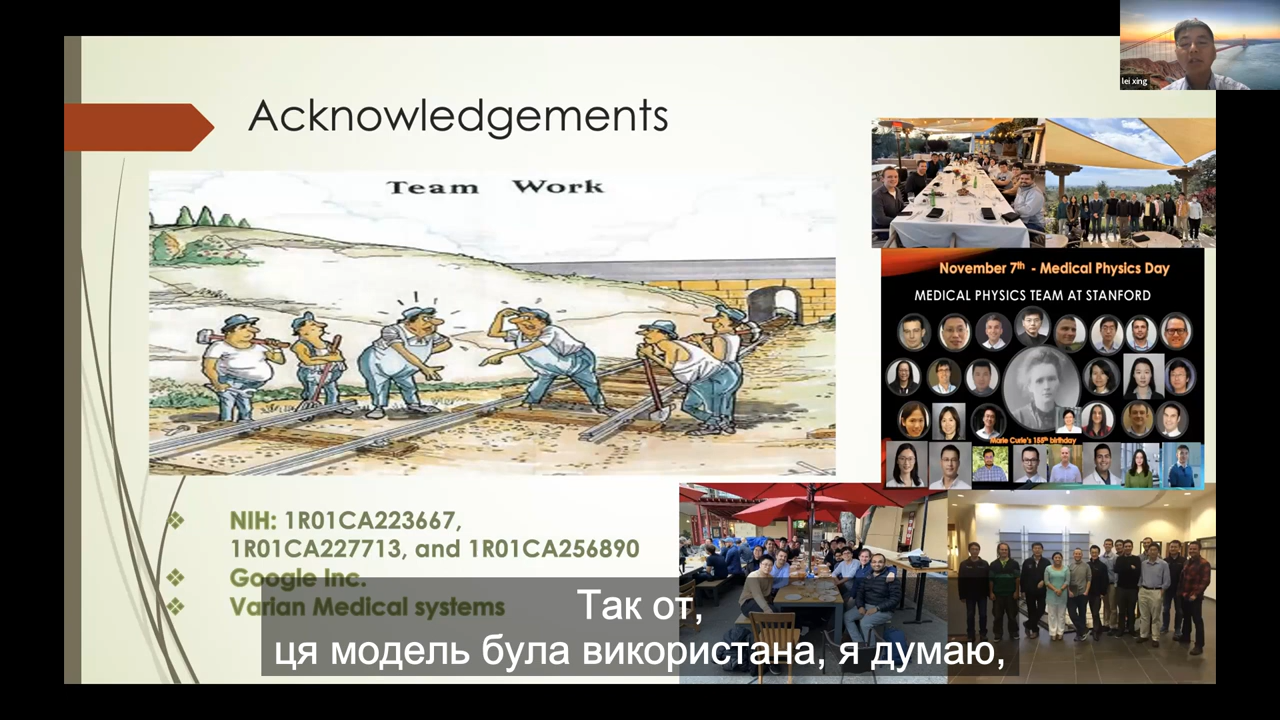 lei xing
Acknowledgements
Team Work
November 7th - Medical Physics Day
MEDICAL PHYSICS TEAM AT STANFORD
Marie Curie's 155th birthday
❖ NIH: 1R01CA223667,
1R01CA227713, and 1R01CA256890
❖ Google Inc.
❖ Varian Medical systems
Так от,
ця модель була використана, я думаю,